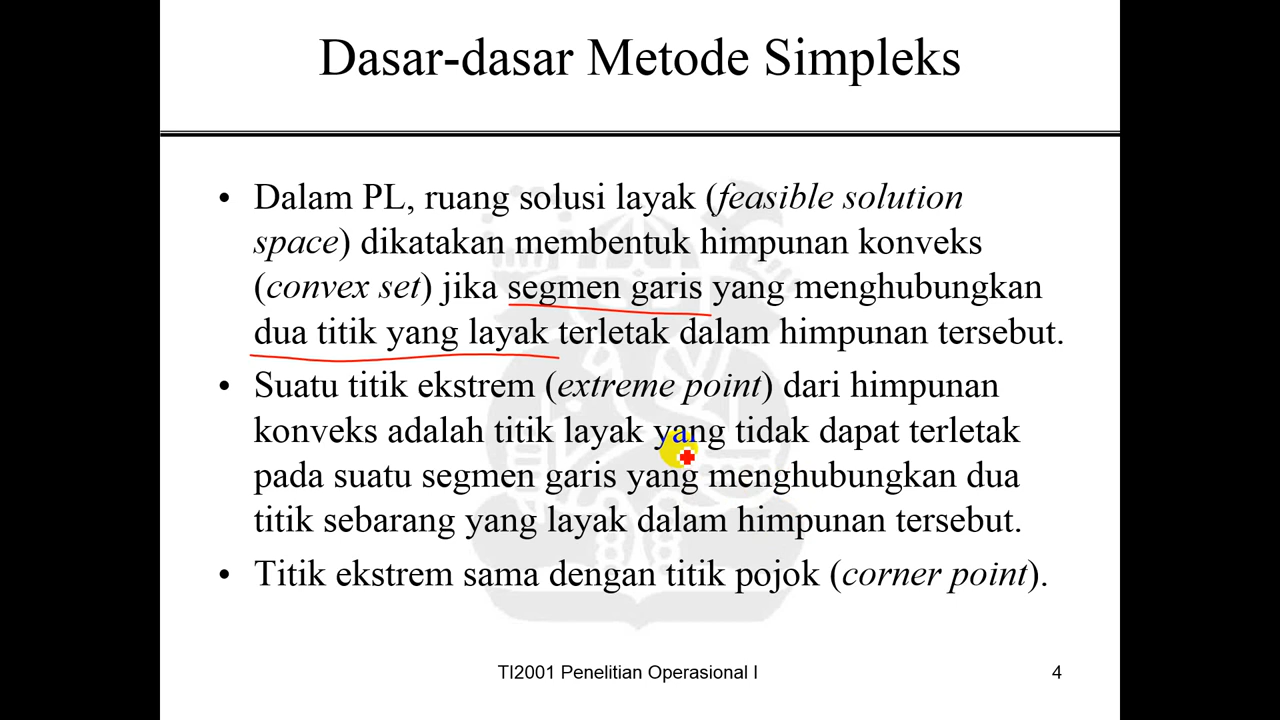 Dasar-dasar Metode Simpleks
• Dalam PL, ruang solusi layak (feasible solution
space) dikatakan membentuk himpunan konveks
(convex set) jika segmen garis yang menghubungkan
dua titik yang layak terletak dalam himpunan tersebut.
• Suatu titik ekstrem (extreme point) dari himpunan
konveks adalah titik layak yang tidak dapat terletak
pada suatu segmen garis yang menghubungkan dua
titik sebarang yang layak dalam himpunan tersebut.
• Titik ekstrem sama dengan titik pojok (corner point).
TI2001 Penelitian Operasional I
4